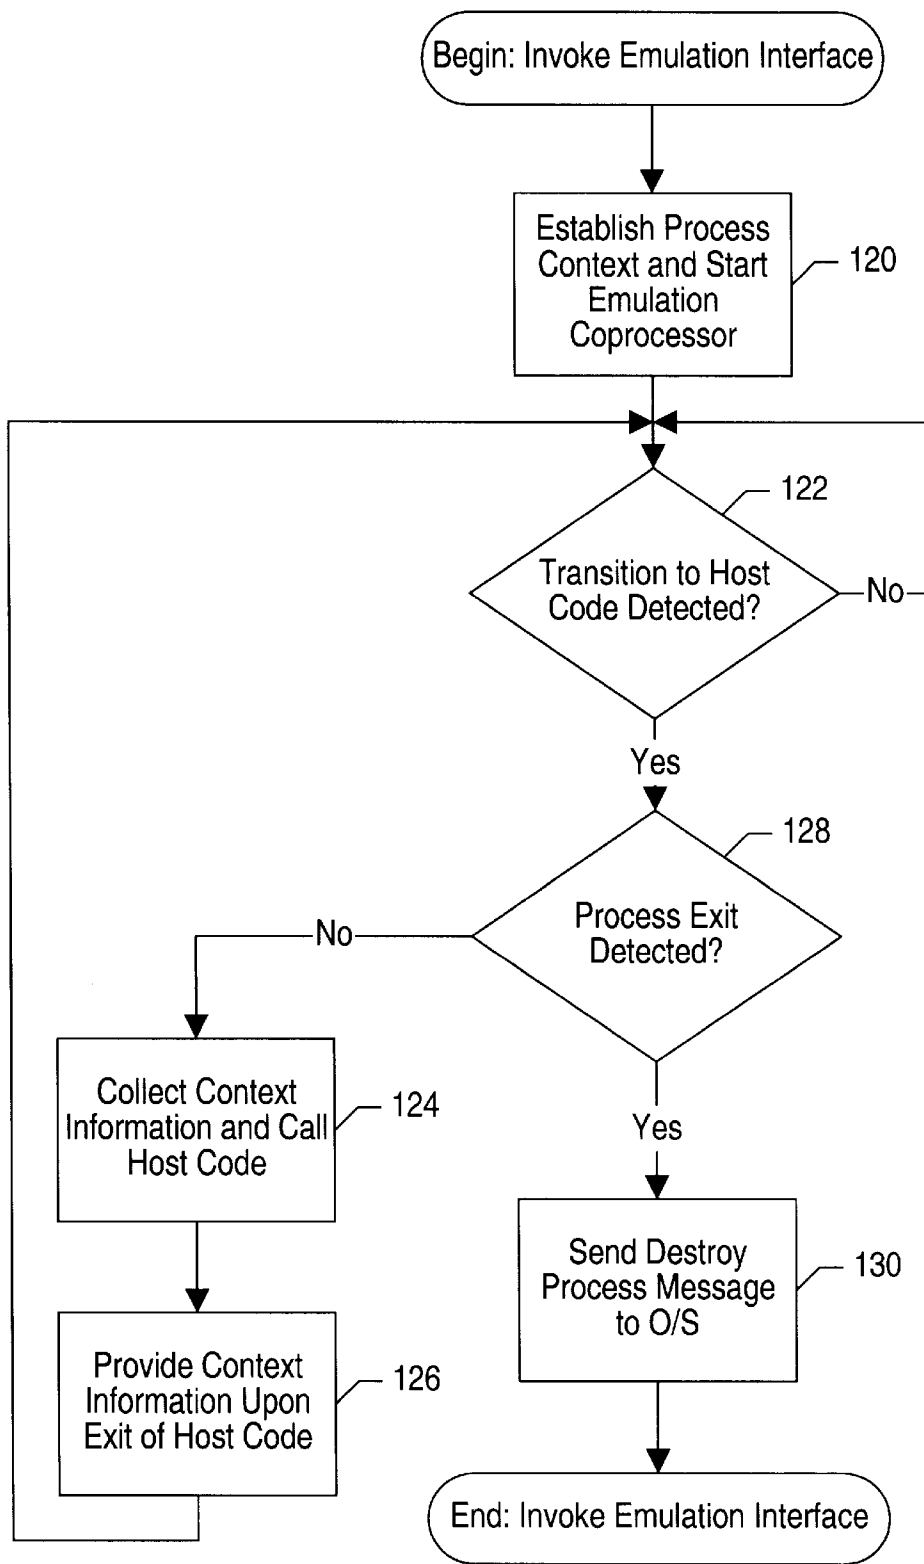 Begin: Invoke Emulation Interface
Establish Process
Context and Start
Emulation
Coprocessor
120
122
Transition to Host
Code Detected?
No
Yes
128
Process Exit
Detected?
No
Collect Context
Information and Call
Host Code
124
Yes
Send Destroy
Process Message
to O/S
130
Provide Context
Information Upon
Exit of Host Code
126
End: Invoke Emulation Interface